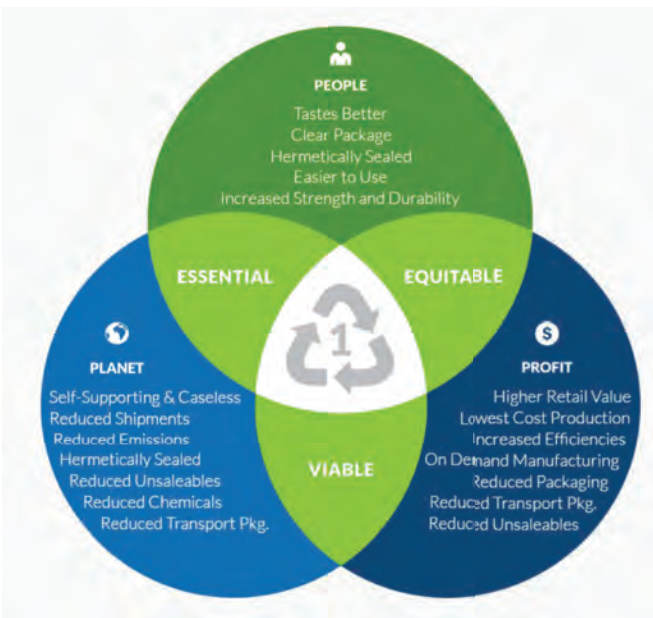 PEOPLE
Tastes Better
Clear Package
Hermetically Sealed
Easier to Use
Increased Strength and Durability
ESSENTIAL
EQUITABLE
1
PLANET
Self-Supporting & Caseless
Reduced Shipments
Reduced Emissions
Hermetically Sealed
Reduced Unsaleables
Reduced Chemicals
Reduced Transport Pkg.
VIABLE
PROFIT
Higher Retail Value
Lowest Cost Production
Increased Efficiencies
On Demand Manufacturing
Reduced Packaging
Reduced Transport Pkg.
Reduced Unsaleables